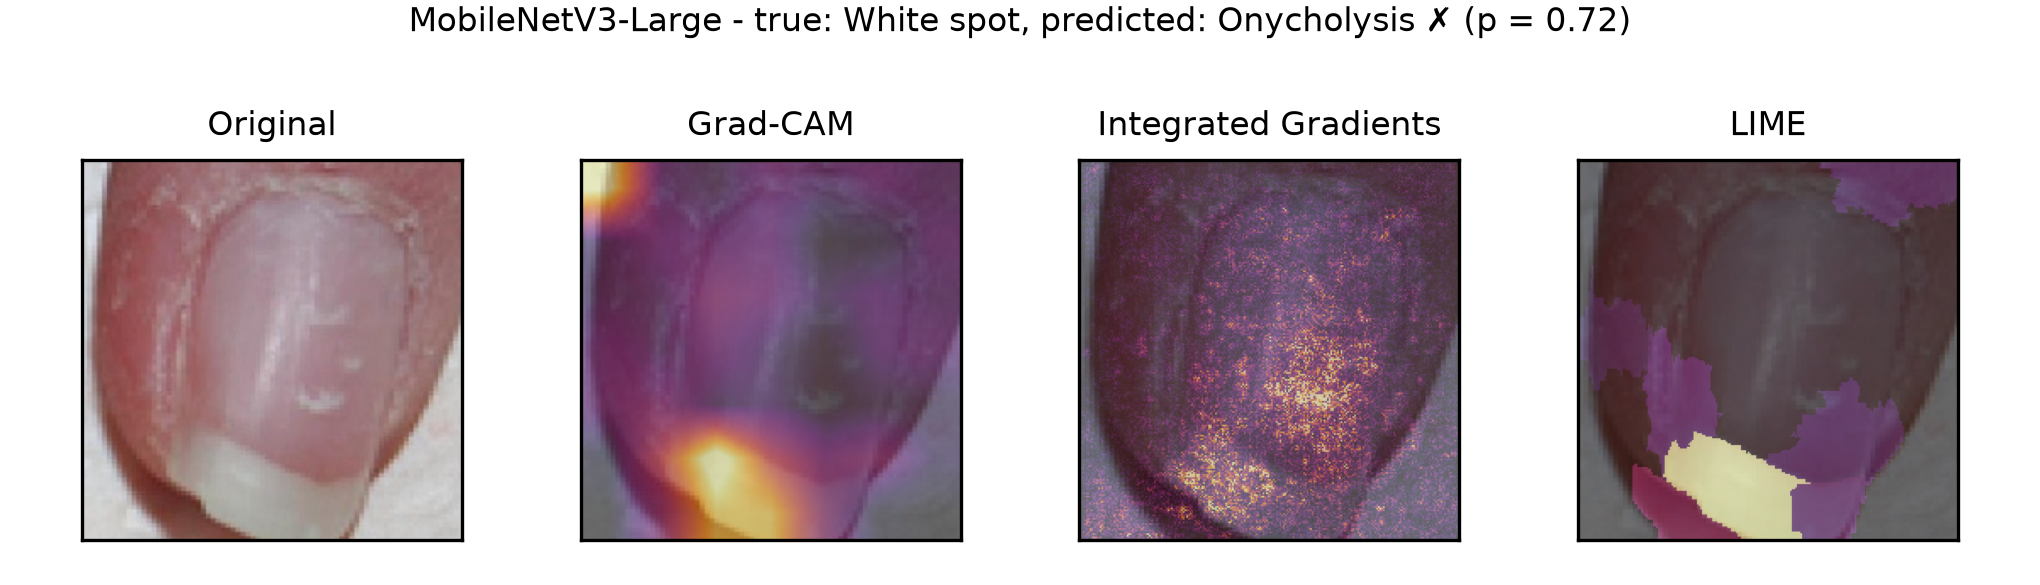 MobileNetV3-Large - true: White spot, predicted: Onycholysis ✗ (p = 0.72)
Original
Grad-CAM
Integrated Gradients
LIME